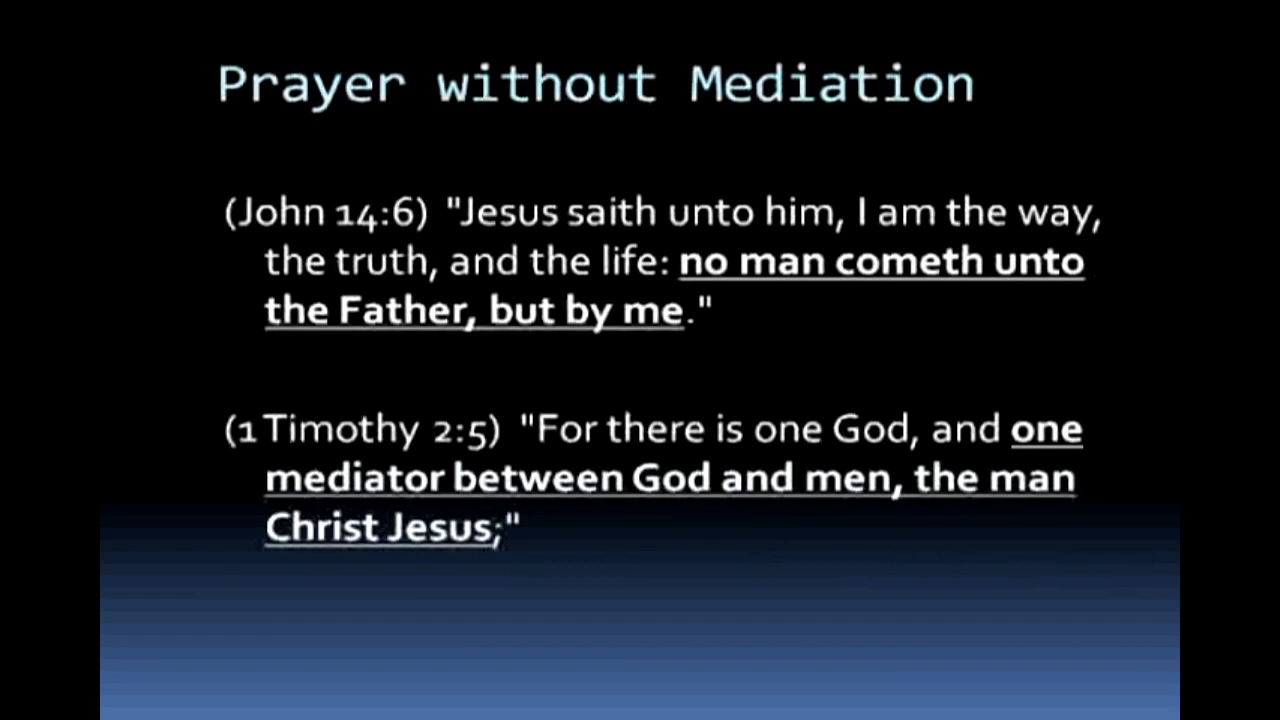 Prayer without Mediation
(John 14:6) "Jesus saith unto him, I am the way,
the truth, and the life: no man cometh unto
the Father, but by me."
(1 Timothy 2:5) "For there is one God, and one
mediator between God and men, the man
Christ Jesus;"